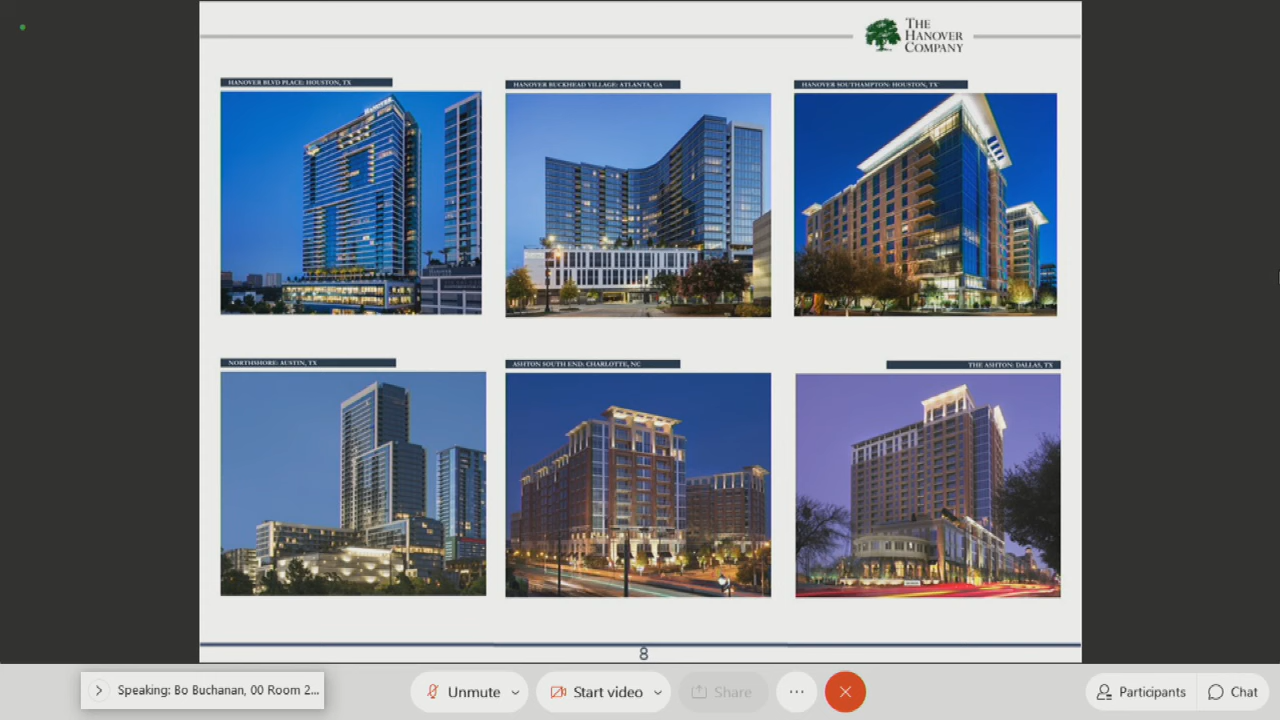 THE
HANOVER
COMPANY
HANOVER BLVD PLACE: HOUSTON, TX
HANOVER BUCKHEAD VILLAGE: ATLANTA, GA
HANOVER SOUTHAMPTON: HOUSTON, TX
HANOVER
NORTHSHORE: AUSTIN, TX
ASHTON SOUTH END: CHARLOTTE, NC
THE ASHTON: DALLAS, TX
8
Speaking: Bo Buchanan, 00 Room 2...
Unmute
Start video
Share
Participants
Chat